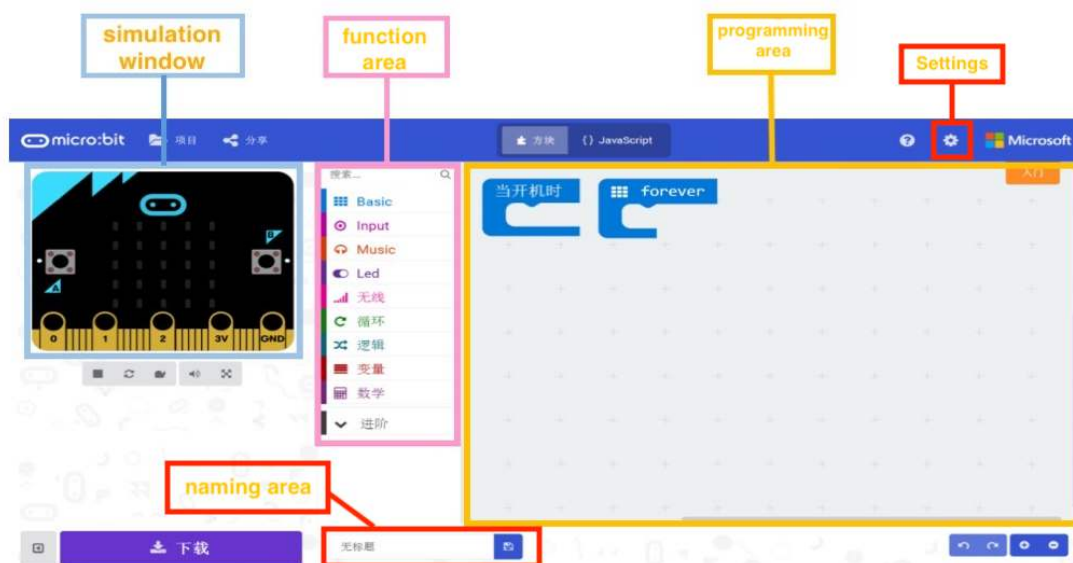 simulation
window
function
area
programming
area
Settings
micro:bit 项目 分享 方块 {} JavaScript ? Microsoft
搜索...
Basic
Input
Music
Led
无线
循环
逻辑
变量
数学
进阶
当开机时 forever
入门
A
B
0 1 2 3V GND
naming area
下载 无标题